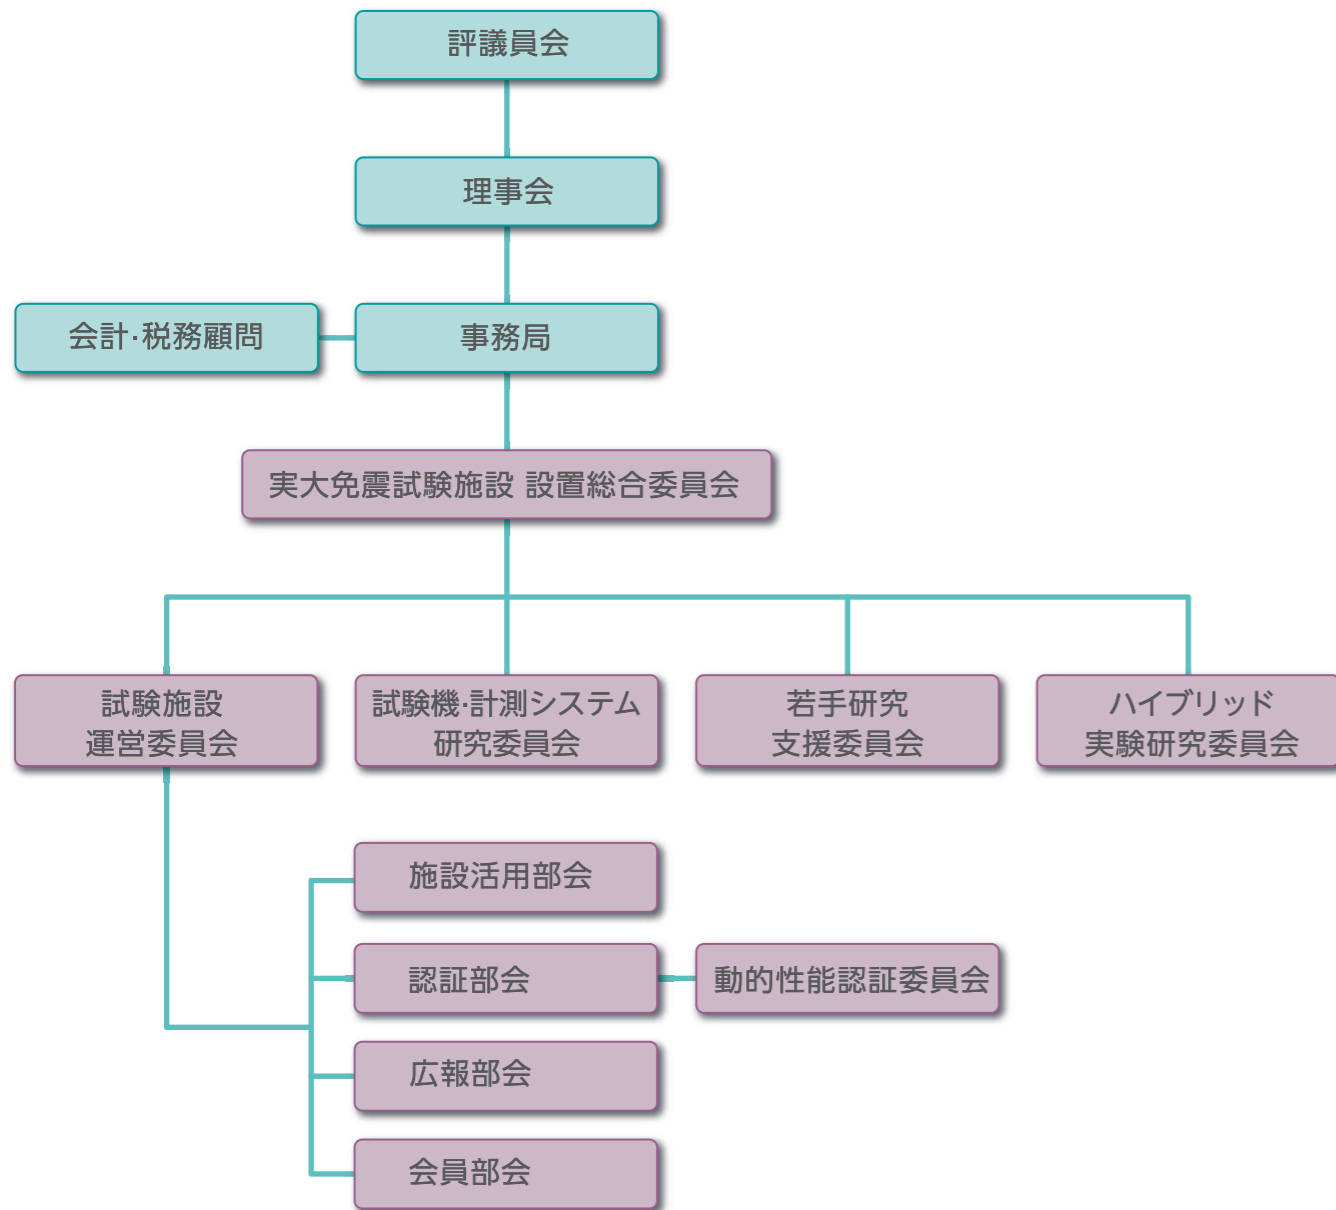 評議員会
理事会
会計·税務顧問
事務局
実大免震試験施設 設置総合委員会
試験施設
運営委員会
試験機·計測システム
研究委員会
若手研究
支援委員会
ハイブリッド
実験研究委員会
施設活用部会
認証部会
動的性能認証委員会
広報部会
会員部会